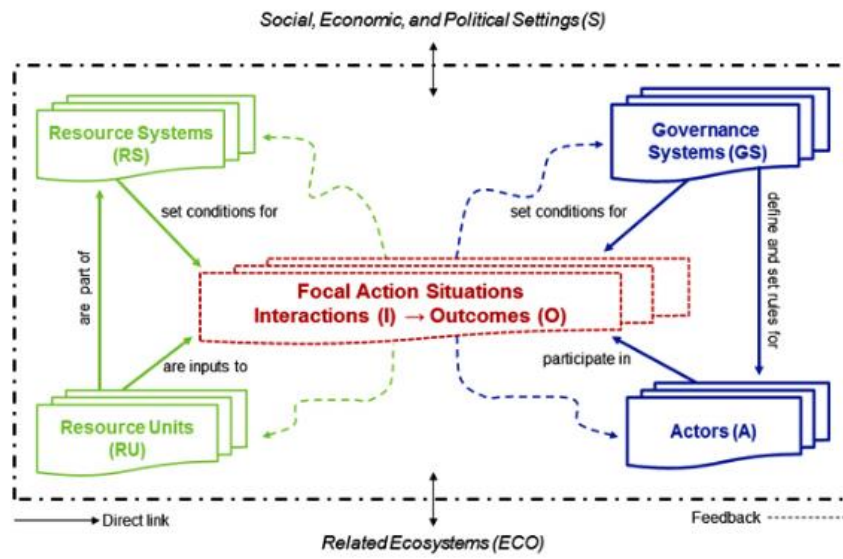 Social, Economic, and Political Settings (S)
Resource Systems
(RS)
Governance
Systems (GS)
set conditions for
set conditions for
are part of
define and set rules for
Focal Action Situations
Interactions (I) → Outcomes (O)
are inputs to
participate in
Resource Units
(RU)
Actors (A)
Direct link
Feedback
Related Ecosystems (ECO)